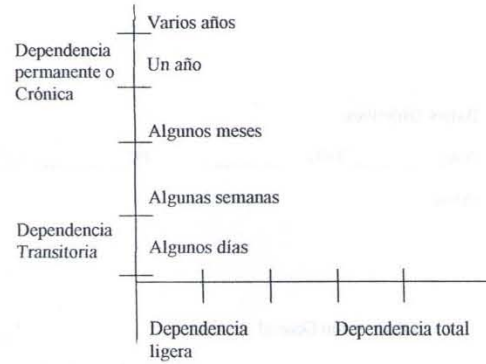 Varios años
Dependencia
permanente o
Crónica
Un año
Algunos meses
Algunas semanas
Dependencia
Transitoria
Algunos días
Dependencia
ligera
Dependencia total